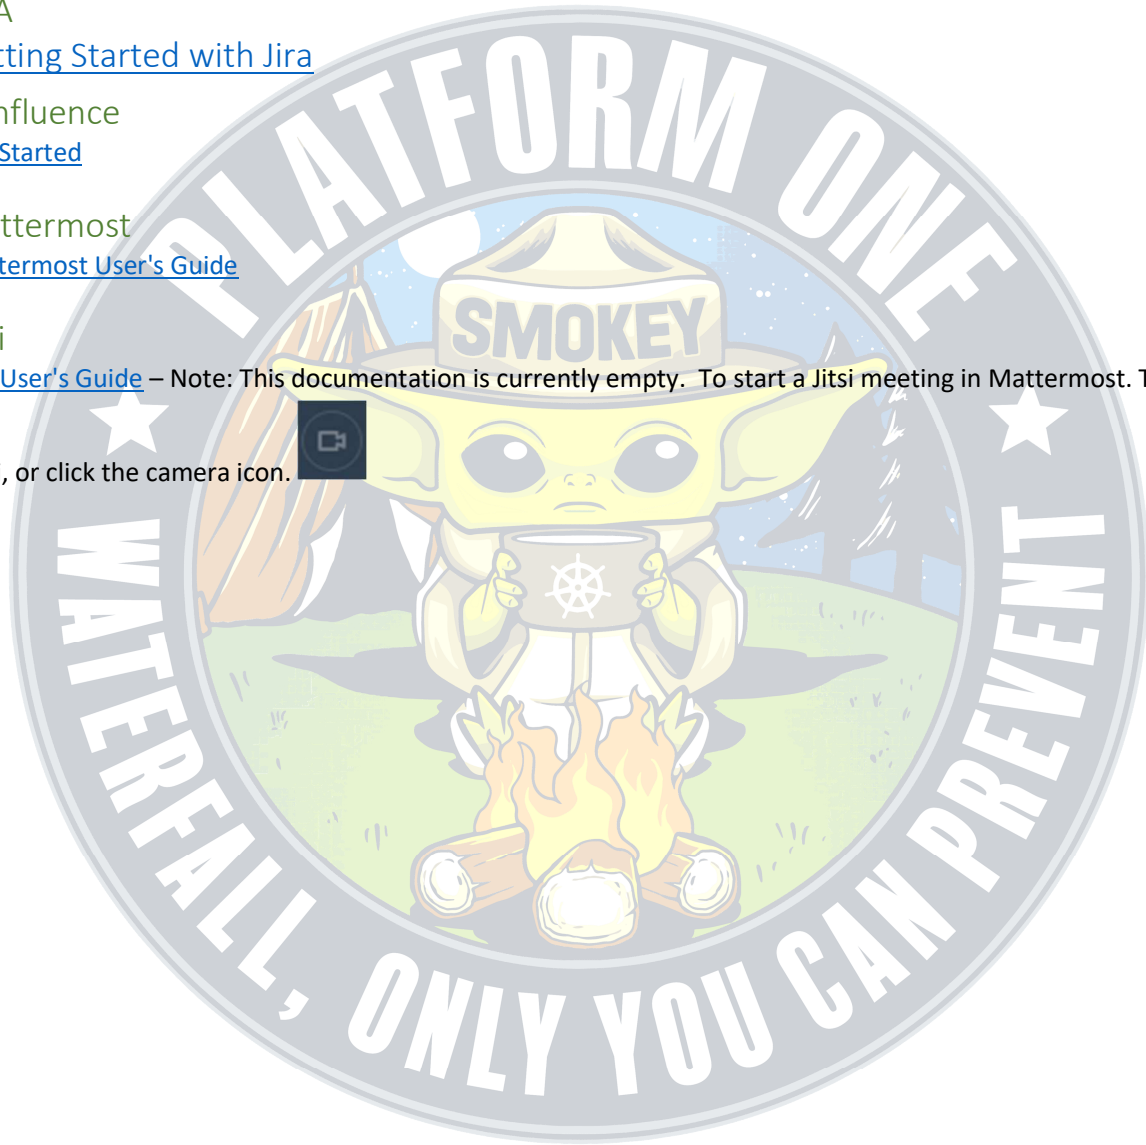 A
tting Started with Jira
nfluence
Started
ttermost
termost User's Guide
i
User's Guide – Note: This documentation is currently empty. To start a Jitsi meeting in Mattermost. T
, or click the camera icon.
PLATFORM ONE
SMOKEY
WATERFALL, ONLY YOU CAN PREVENT